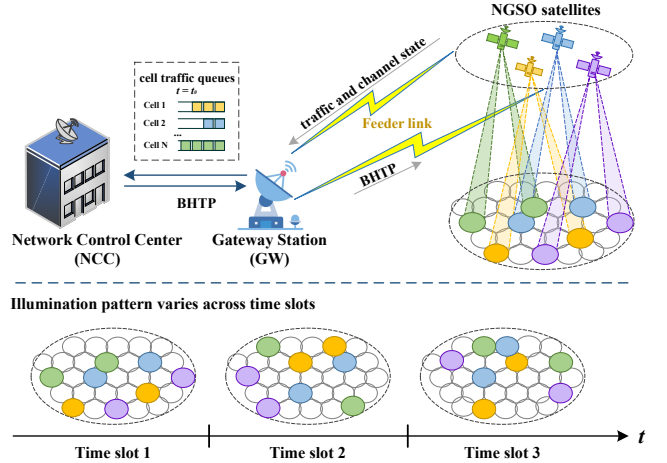 NGSO satellites
cell traffic queues
t = t₀
Cell 1
Cell 2
...
Cell N
traffic and channel state
Feeder link
BHTP
BHTP
Network Control Center
(NCC)
Gateway Station
(GW)
Illumination pattern varies across time slots
Time slot 1
Time slot 2
Time slot 3
t